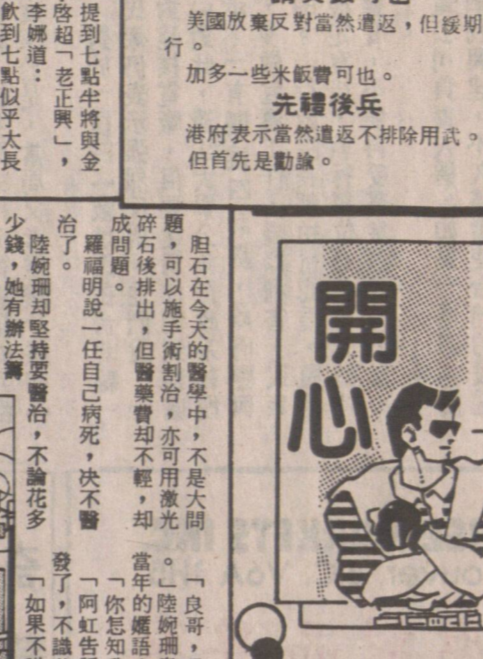 美國放棄反對當然遣返，但緩期
行。
加多一些米飯費可也。
先禮後兵
港府表示當然遣返不排除用武。
但首先是勸諭。
提到七點半將與金
啓超「老正興」，
李娜道：
飲到七點似乎太長
開
心
胆石在今天的醫學中，不是大問
題，可以施手術割治，亦可用激光
碎石後排出，但醫藥費却不輕，却
成問題。
羅福明說一任自己病死，决不醫
治了。
陸婉珊却堅持要醫治，不論花多
少錢，她有辦法籌
「良哥，
。陸婉珊
當年的嬺語
「你怎知
「阿虹告
發了，不識
「如果不